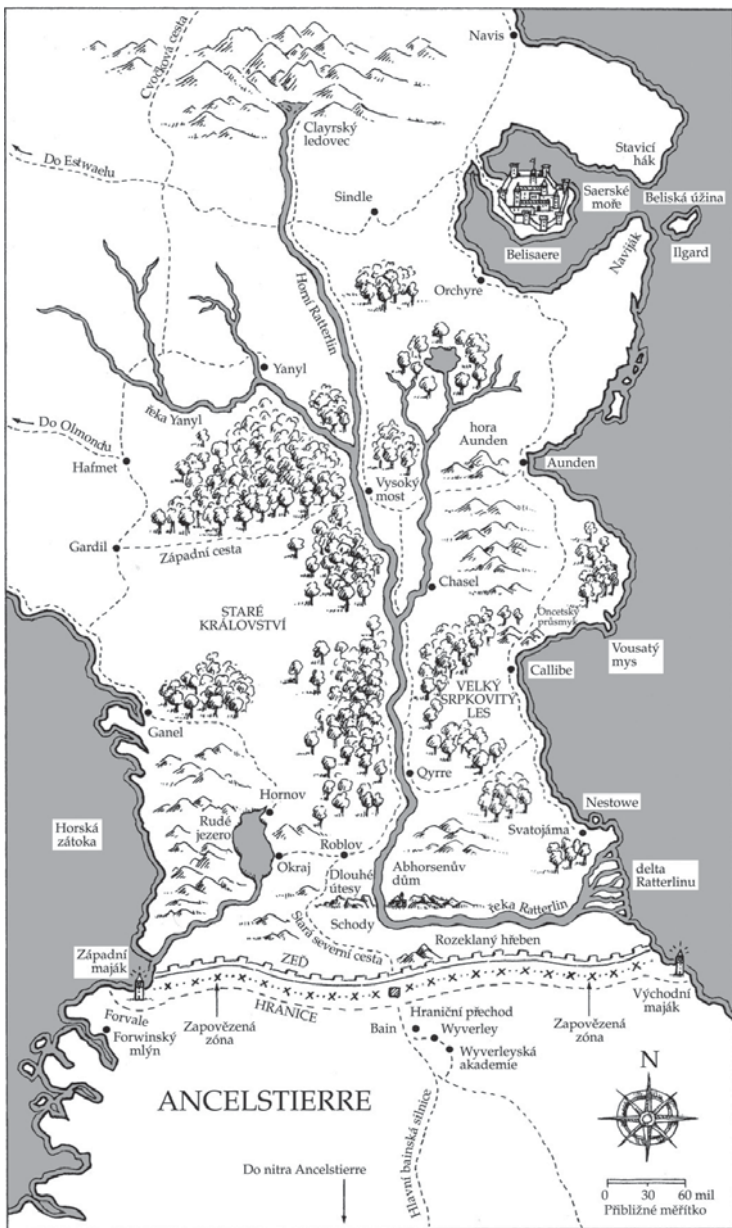 Navis
Cvočková cesta
Clayrský
ledovec
Stavicí
hák
Do Estwaelu
Sindle
Saerské
moře
Beliská úžina
Belisaere
Ilgard
Naviják
Horní Ratterlin
Orchyre
Yanyl
řeka Yanyl
Do Olmondu
Hafmet
hora
Aunden
Aunden
Vysoký
most
Gardil
Západní cesta
Chasel
STARÉ
KRÁLOVSTVÍ
Oncetský
průsmyk
Vousatý
mys
Callibe
VELKÝ
SRPKOVITÝ
LES
Ganel
Qyrre
Hornov
Nestowe
Horská
zátoka
Rudé
jezero
Svatojáma
Roblov
Okraj
Dlouhé
útesy
Abhorsenův
dům
delta
Ratterlinu
řeka Ratterlin
Schody
Stará severní cesta
Rozeklaný hřeben
Západní
maják
ZEĎ
HRANICE
Východní
maják
Forvale
Forwinský
mlýn
Zapovězená
zóna
Bain
Hraniční přechod
Wyverley
Zapovězená
zóna
Wyverleyská
akademie
ANCELSTIERRE
N
Hlavní bainská silnice
Do nitra Ancelstierre
0 30 60 mil
Přibližné měřítko